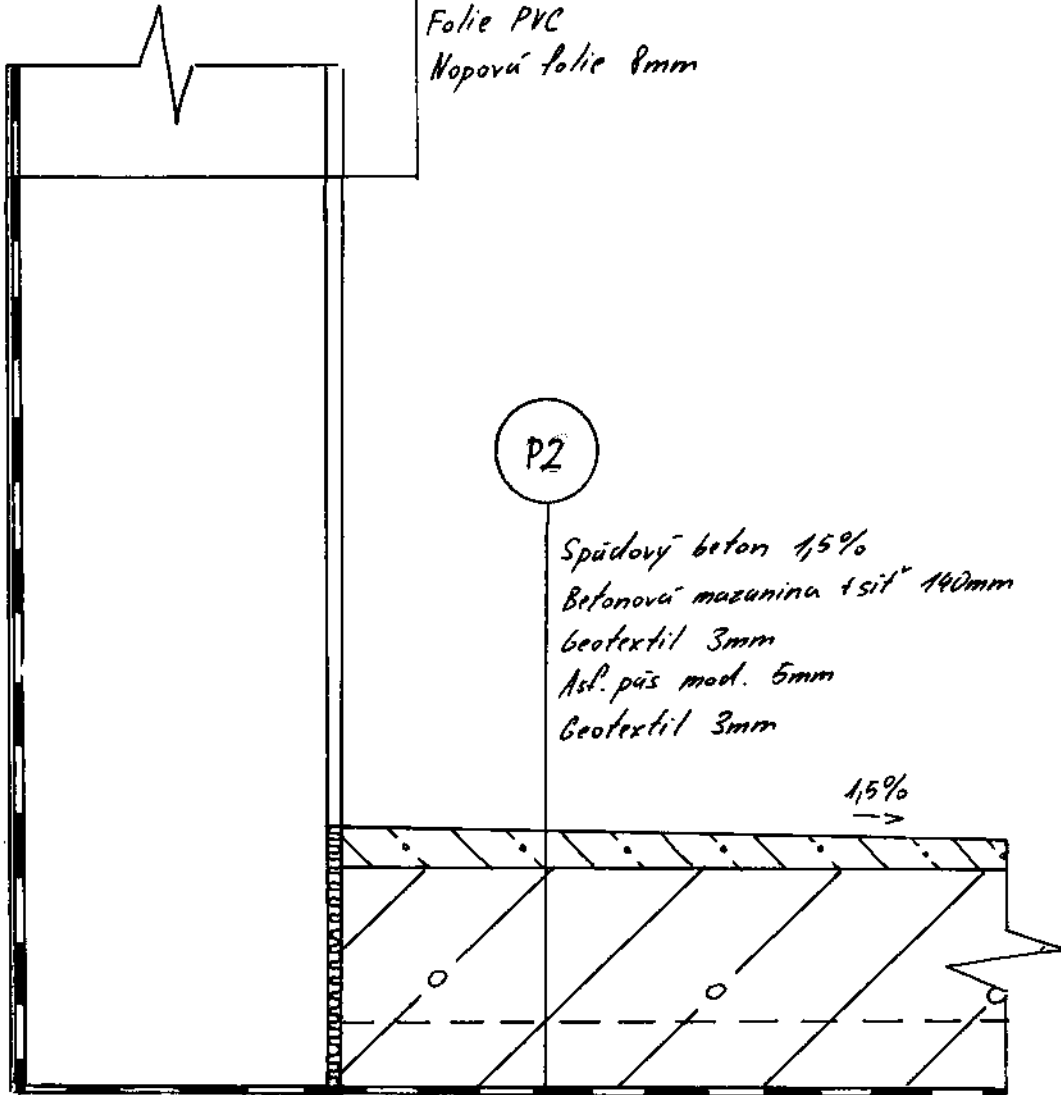 Folie PVC
Nopová folie 8mm
P2
Spádový beton 1,5%
Betonová mazanina + síť 140mm
Geotextil 3mm
Asf. pás mod. 5mm
Geotextil 3mm
1,5%